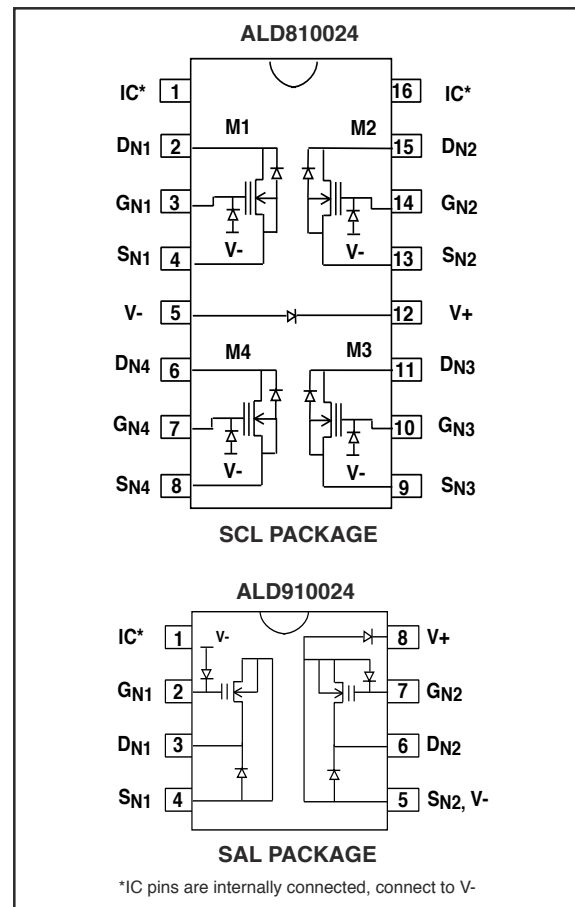 ALD810024
IC* 1 16 IC*
M1 M2
DN1 2 15 DN2
GN1 3 14 GN2
V- V-
SN1 4 13 SN2
V- 5 12 V+
M4 M3
DN4 6 11 DN3
GN4 7 10 GN3
V- V-
SN4 8 9 SN3
SCL PACKAGE
ALD910024
IC* 1 V- 8 V+
GN1 2 7 GN2
DN1 3 6 DN2
SN1 4 5 SN2, V-
SAL PACKAGE
*IC pins are internally connected, connect to V-